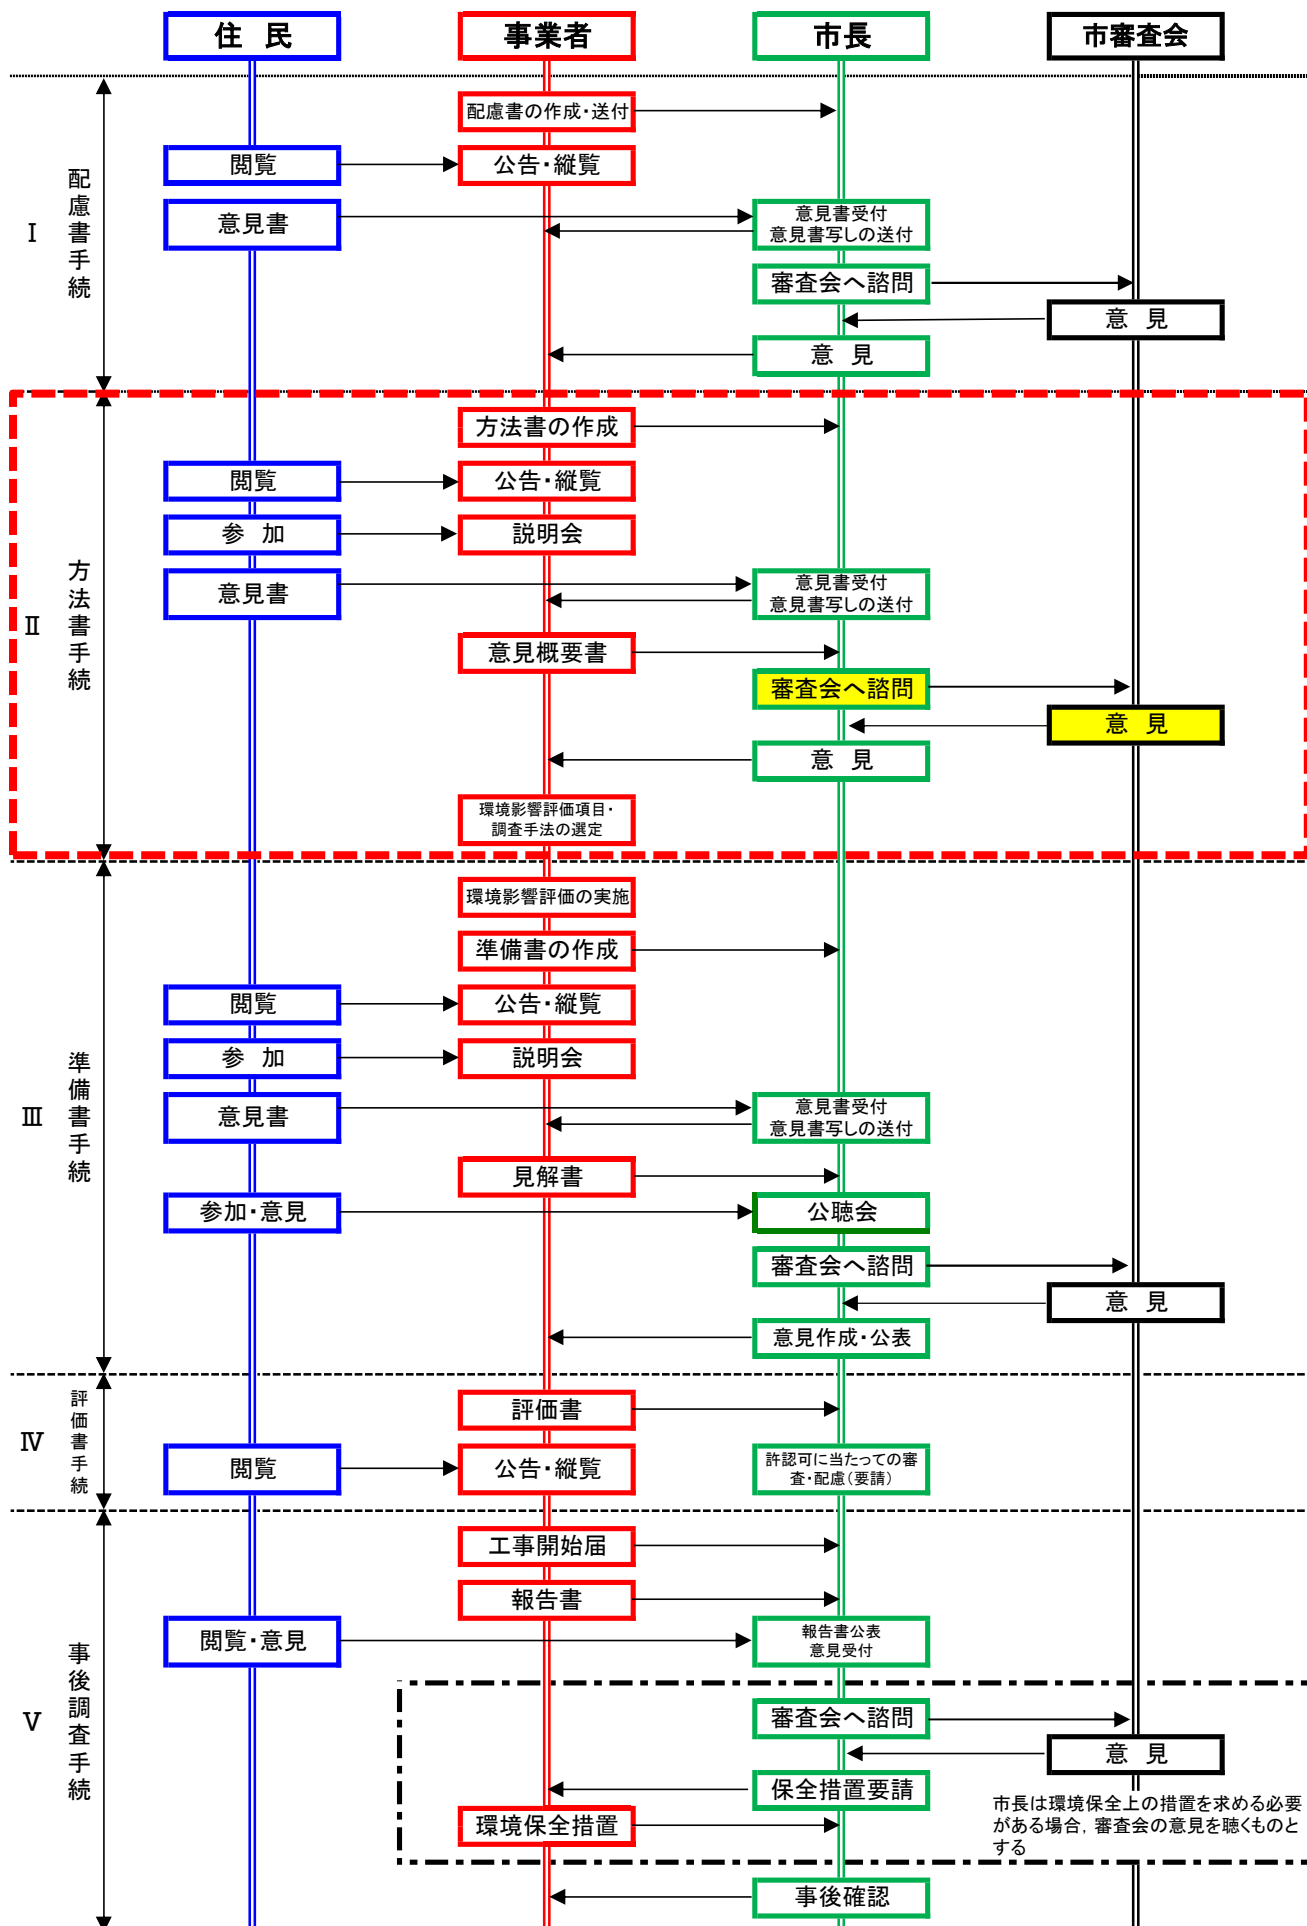 住 民
事業者
市長
市審査会
Ⅰ
配慮書手続
配慮書の作成・送付
閲覧
公告・縦覧
意見書
意見書受付
意見書写しの送付
審査会へ諮問
意 見
意 見
Ⅱ
方法書手続
方法書の作成
閲覧
公告・縦覧
参 加
説明会
意見書
意見書受付
意見書写しの送付
意見概要書
審査会へ諮問
意 見
意 見
環境影響評価項目・
調査手法の選定
Ⅲ
準備書手続
環境影響評価の実施
準備書の作成
閲覧
公告・縦覧
参 加
説明会
意見書
意見書受付
意見書写しの送付
見解書
参加・意見
公聴会
審査会へ諮問
意 見
意見作成・公表
Ⅳ
評価書手続
評価書
閲覧
公告・縦覧
許認可に当たっての審
査・配慮(要請)
Ⅴ
事後調査手続
工事開始届
報告書
閲覧・意見
報告書公表
意見受付
審査会へ諮問
意 見
保全措置要請
環境保全措置
市長は環境保全上の措置を求める必要
がある場合,審査会の意見を聴くものと
する
事後確認